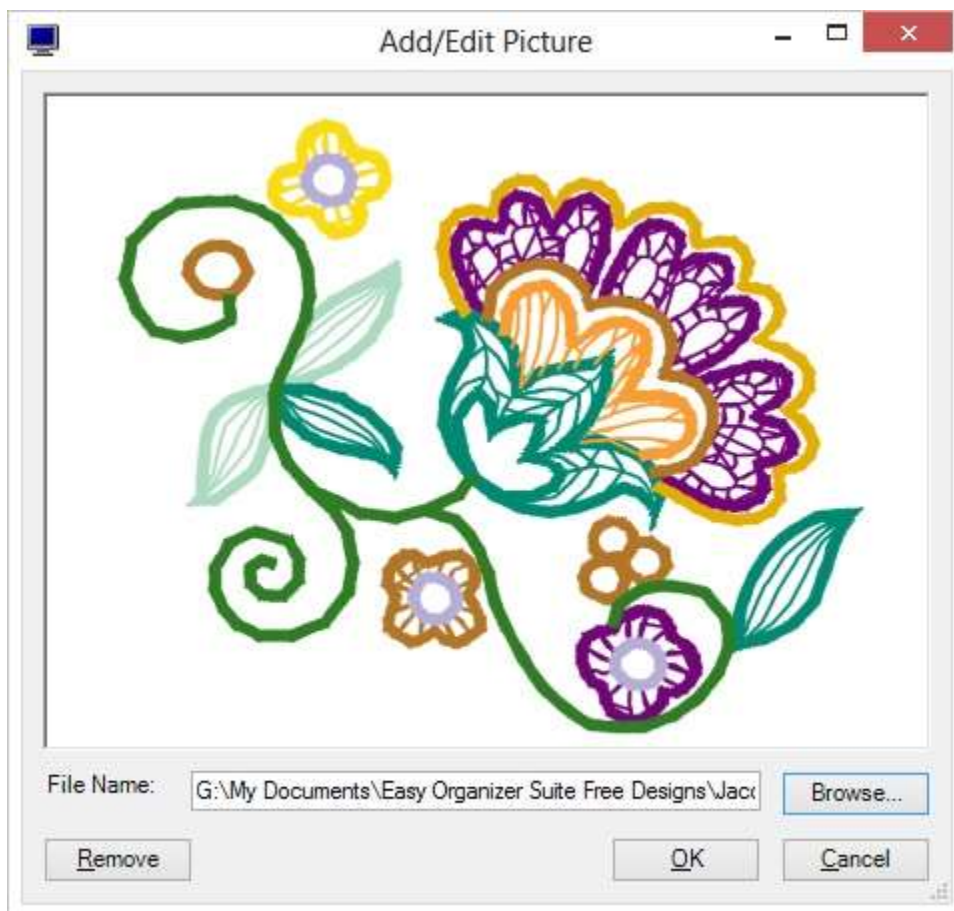 Add/Edit Picture
File Name:
G:\My Documents\Easy Organizer Suite Free Designs\Jac
Browse...
Remove
OK
Cancel